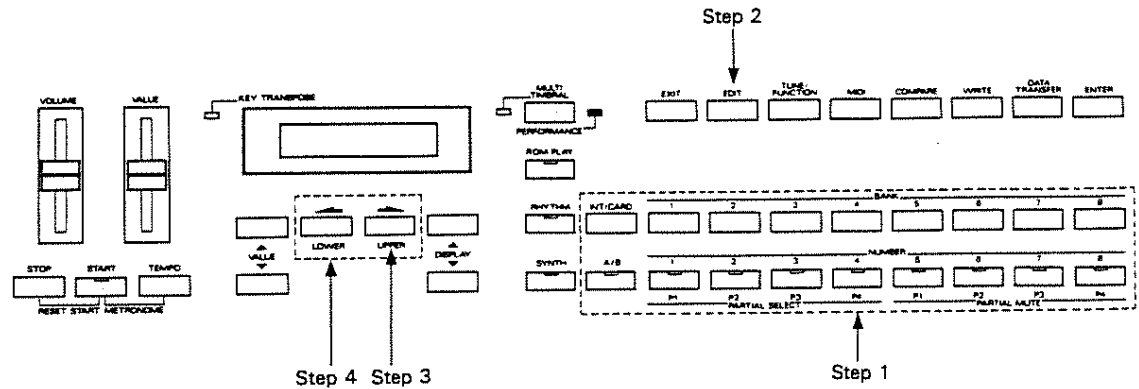 Step 2
VOLUME
VALUE
KEY TRANSPOSE
MULTI TIMBRAL
PERFORMANCE
EXIT
EDIT
TUNE/FUNCTION
MIDI
COMPARE
WRITE
DATA TRANSFER
ENTER
ROM PLAY
RHYTHM
INT/CARD
BANK
1 2 3 4 5 6 7 8
LOWER
UPPER
VALUE
DISPLAY
STOP
START
TEMPO
RESET START
METRONOME
SYNTH
A/B
NUMBER
1 2 3 4 5 6 7 8
P1 P2 P3 P4 P1 P2 P3 P4
PARTIAL SELECT
PARTIAL MUTE
Step 4
Step 3
Step 1